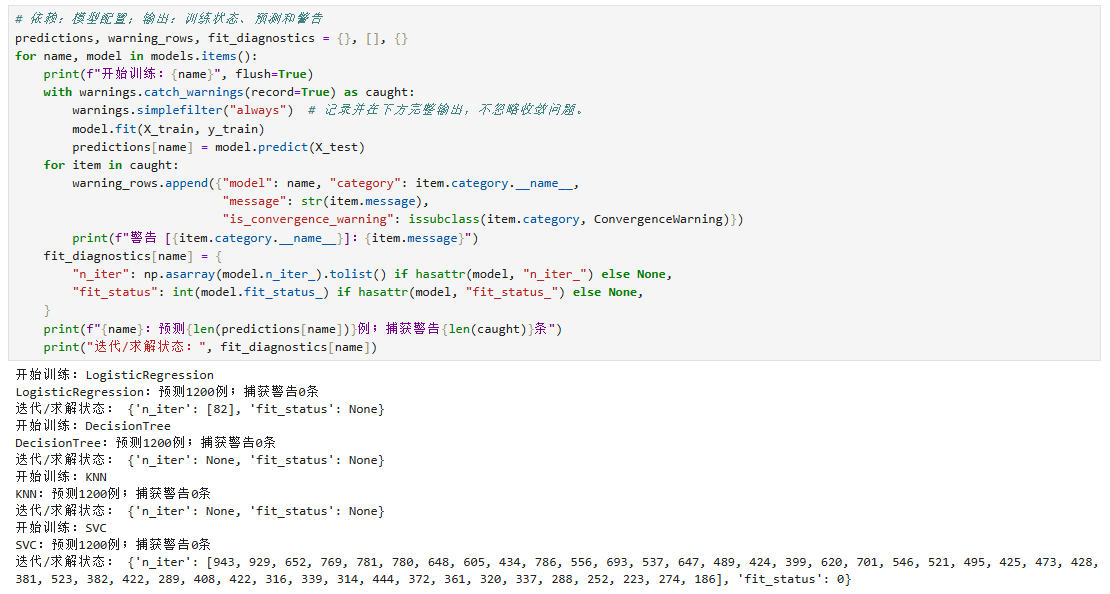 # 依赖：模型配置；输出：训练状态、预测和警告
predictions, warning_rows, fit_diagnostics = {}, [], {}
for name, model in models.items():
    print(f"开始训练：{name}", flush=True)
    with warnings.catch_warnings(record=True) as caught:
        warnings.simplefilter("always")  # 记录并在下方完整输出，不忽略收敛问题。
        model.fit(X_train, y_train)
        predictions[name] = model.predict(X_test)
    for item in caught:
        warning_rows.append({"model": name, "category": item.category.__name__,
                             "message": str(item.message),
                             "is_convergence_warning": issubclass(item.category, ConvergenceWarning)})
        print(f"警告 [{item.category.__name__}]：{item.message}")
    fit_diagnostics[name] = {
        "n_iter": np.asarray(model.n_iter_).tolist() if hasattr(model, "n_iter_") else None,
        "fit_status": int(model.fit_status_) if hasattr(model, "fit_status_") else None,
    }
    print(f"{name}：预测{len(predictions[name])}例；捕获警告{len(caught)}条")
    print("迭代/求解状态：", fit_diagnostics[name])
开始训练：LogisticRegression
LogisticRegression：预测1200例；捕获警告0条
迭代/求解状态： {'n_iter': [82], 'fit_status': None}
开始训练：DecisionTree
DecisionTree：预测1200例；捕获警告0条
迭代/求解状态： {'n_iter': None, 'fit_status': None}
开始训练：KNN
KNN：预测1200例；捕获警告0条
迭代/求解状态： {'n_iter': None, 'fit_status': None}
开始训练：SVC
SVC：预测1200例；捕获警告0条
迭代/求解状态： {'n_iter': [943, 929, 652, 769, 781, 780, 648, 605, 434, 786, 556, 693, 537, 647, 489, 424, 399, 620, 701, 546, 521, 495, 425, 473, 428,
381, 523, 382, 422, 289, 408, 422, 316, 339, 314, 444, 372, 361, 320, 337, 288, 252, 223, 274, 186], 'fit_status': 0}